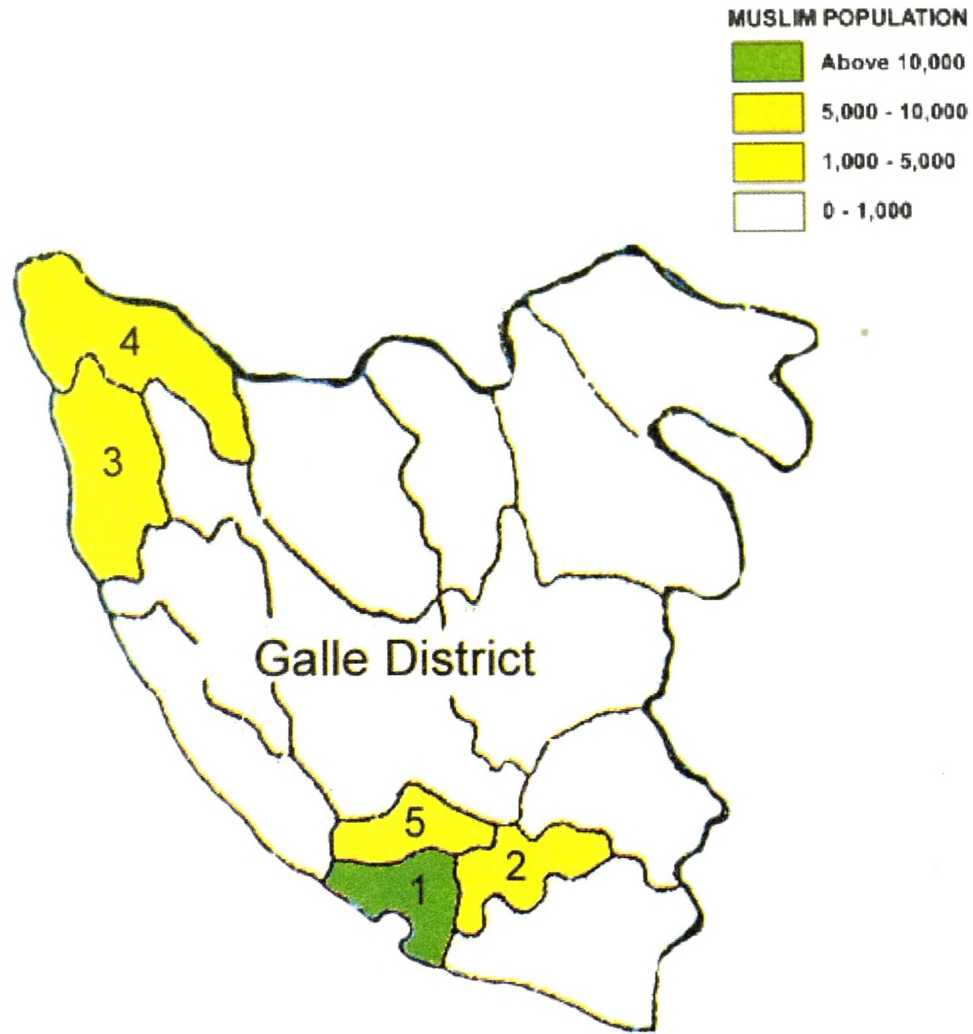 MUSLIM POPULATION
Above 10,000
5,000 - 10,000
1,000 - 5,000
0 - 1,000
4
3
Galle District
5
2
1